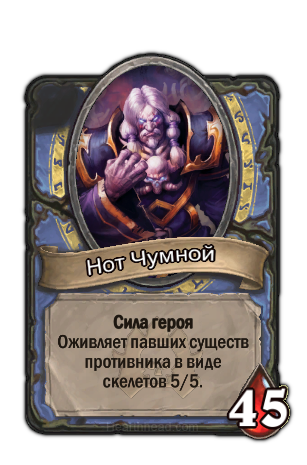 Нот Чумной
Сила героя
Оживляет павших существ
противника в виде
скелетов 5/5.
45